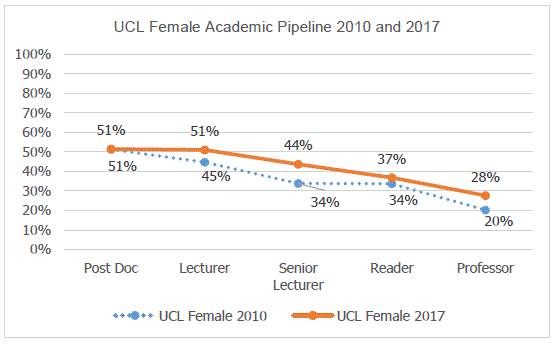 UCL Female Academic Pipeline 2010 and 2017
100%
90%
80%
70%
60%
50%
40%
30%
20%
10%
0%
51%
51%
44%
37%
28%
51%
45%
34%
34%
20%
Post Doc
Lecturer
Senior
Lecturer
Reader
Professor
UCL Female 2010
UCL Female 2017